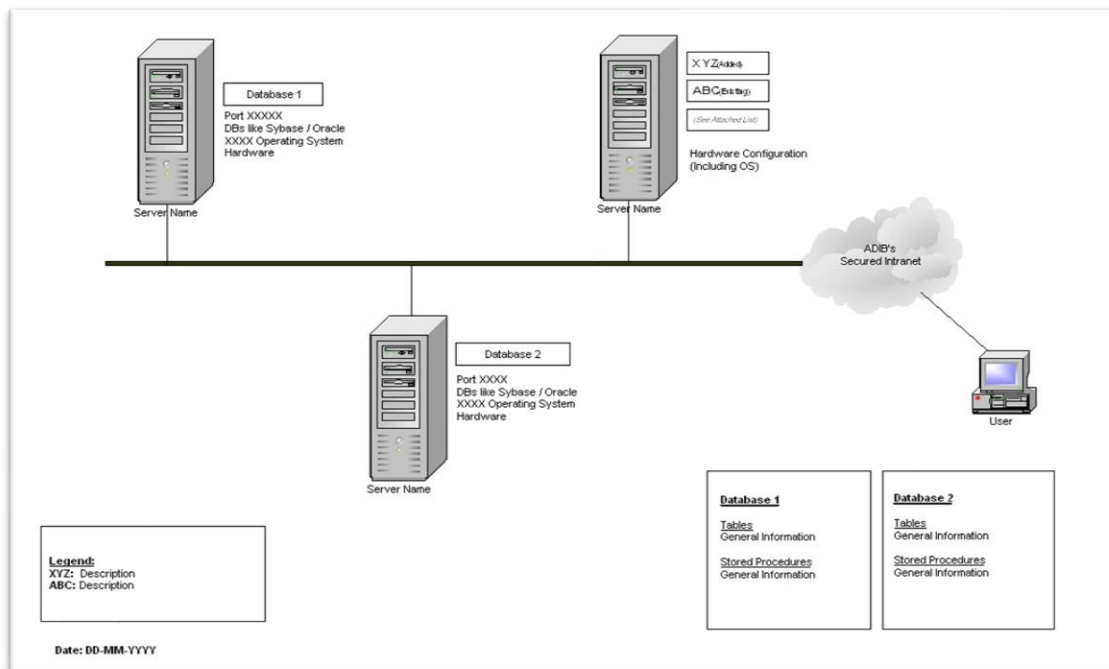 Database 1
Port XXXXX
DBs like Sybase / Oracle
XXXX Operating System
Hardware
Server Name
XYZ(Added)
ABC(Existing)
(See Attached List)
Hardware Configuration
(Including OS)
Server Name
ADIB's
Secured Intranet
Database 2
Port XXXX
DBs like Sybase / Oracle
XXXX Operating System
Hardware
Server Name
User
Legend:
XYZ: Description
ABC: Description
Database 1
Tables
General Information
Stored Procedures
General Information
Database 2
Tables
General Information
Stored Procedures
General Information
Date: DD-MM-YYYY